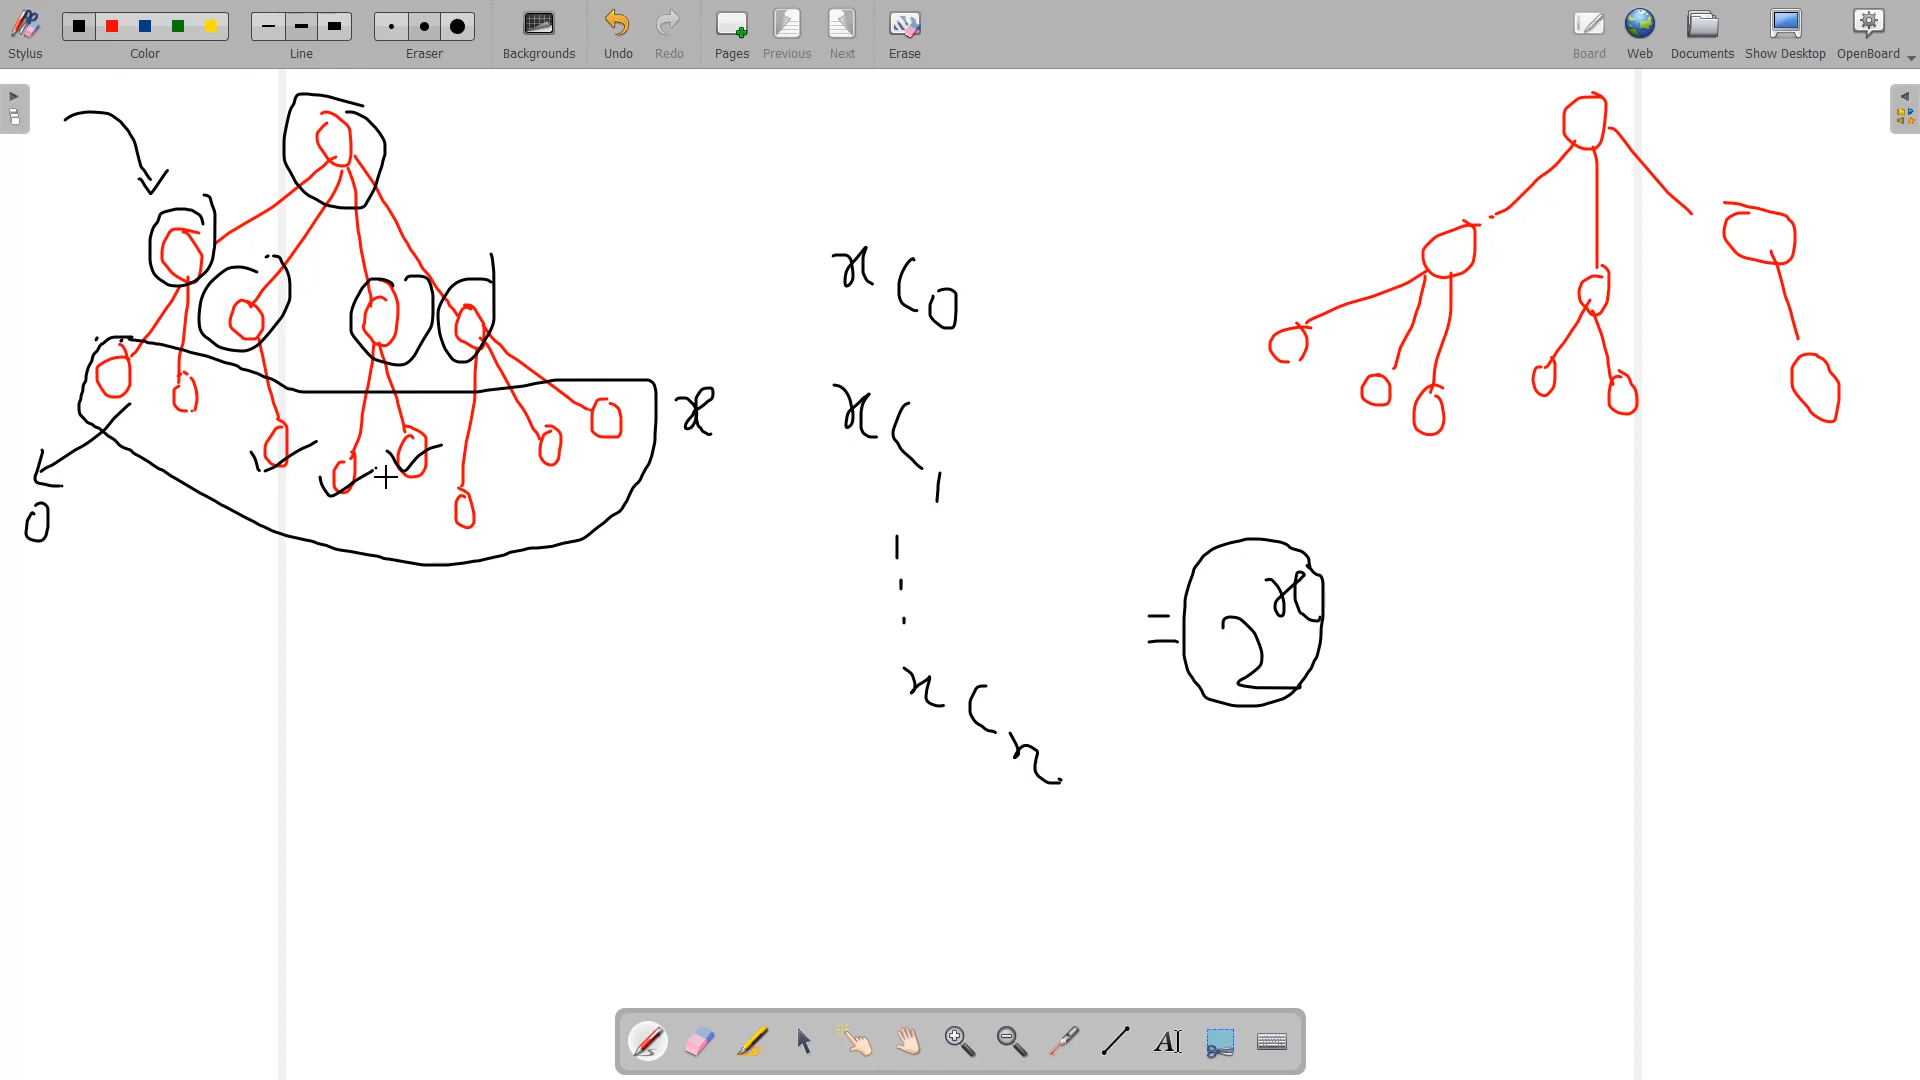 Stylus Color Line Eraser Backgrounds Undo Redo Pages Previous Next Erase Board Web Documents Show Desktop OpenBoard
x C 0
x
x C 1
0
= 2 x
x C x
AI